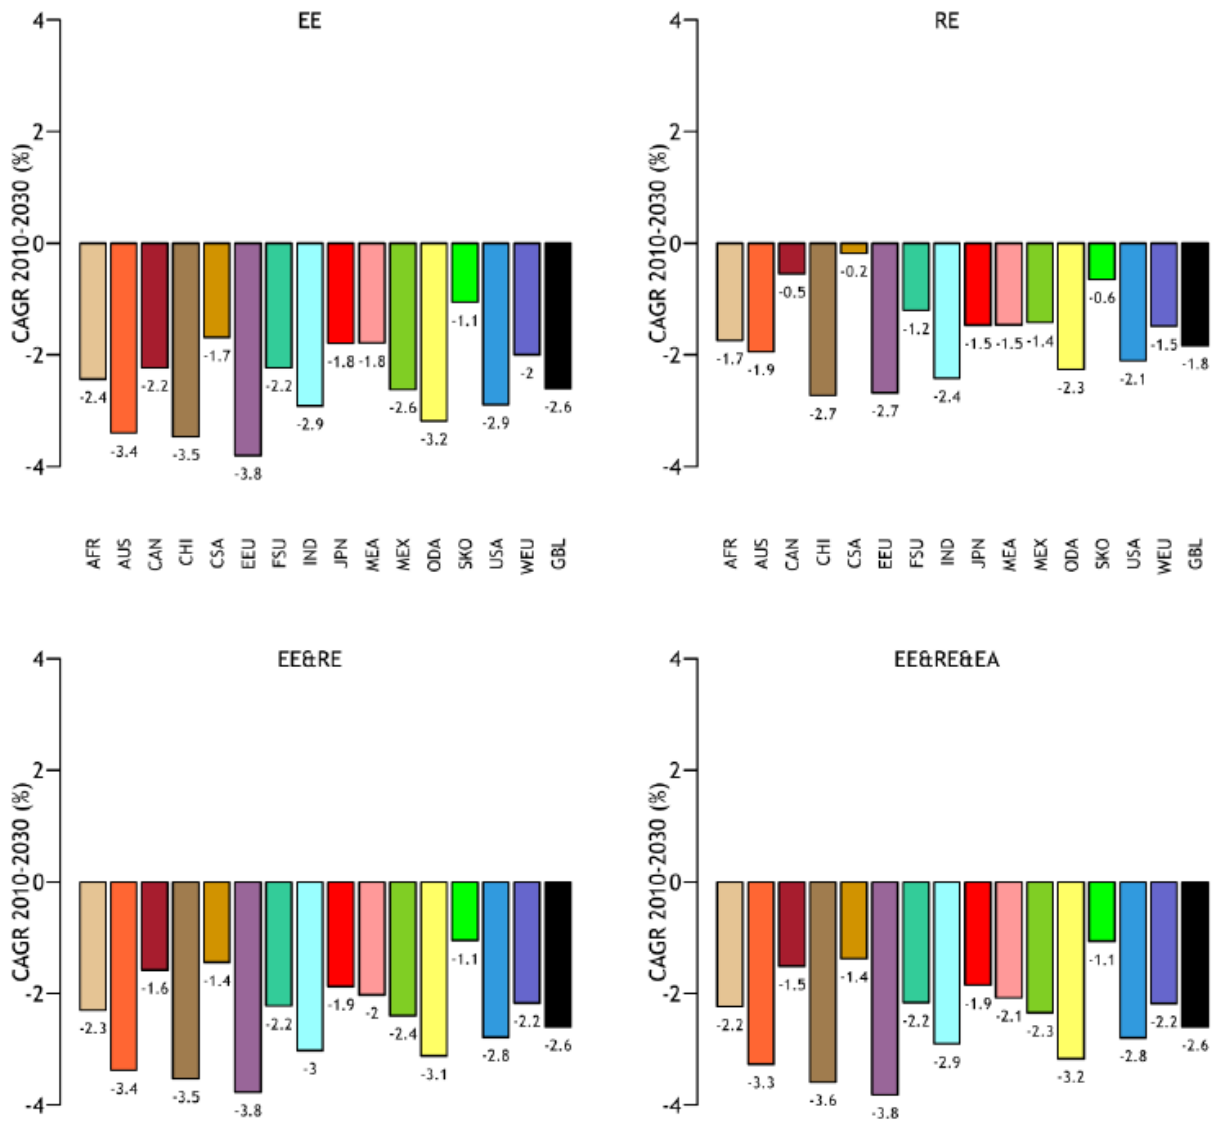 EE
4
2
0
-2
-4
CAGR 2010-2030 (%)
-2.4
-3.4
-2.2
-3.5
-1.7
-3.8
-2.2
-2.9
-1.8
-1.8
-2.6
-3.2
-1.1
-2.9
-2
-2.6
AFR
AUS
CAN
CHI
CSA
EEU
FSU
IND
JPN
MEA
MEX
ODA
SKO
USA
WEU
GBL
RE
4
2
0
-2
-4
CAGR 2010-2030 (%)
-1.7
-1.9
-0.5
-2.7
-0.2
-2.7
-1.2
-2.4
-1.5
-1.5
-1.4
-2.3
-0.6
-2.1
-1.5
-1.8
AFR
AUS
CAN
CHI
CSA
EEU
FSU
IND
JPN
MEA
MEX
ODA
SKO
USA
WEU
GBL
EE&RE
4
2
0
-2
-4
CAGR 2010-2030 (%)
-2.3
-3.4
-1.6
-3.5
-1.4
-3.8
-2.2
-3
-1.9
-2
-2.4
-3.1
-1.1
-2.8
-2.2
-2.6
EE&RE&EA
4
2
0
-2
-4
CAGR 2010-2030 (%)
-2.2
-3.3
-1.5
-3.6
-1.4
-3.8
-2.2
-2.9
-1.9
-2.1
-2.3
-3.2
-1.1
-2.8
-2.2
-2.6